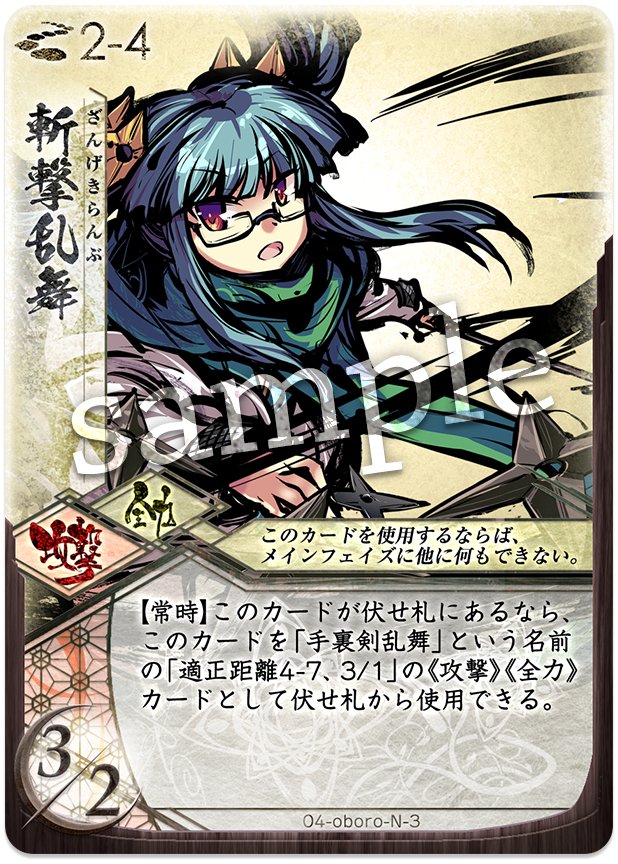 2-4
斬撃乱舞
ざんげきらんぶ
sample
攻撃
全力
このカードを使用するならば、
メインフェイズに他に何もできない。
【常時】このカードが伏せ札にあるなら、
このカードを「手裏剣乱舞」という名前
の「適正距離4-7、3/1」の《攻撃》《全力》
カードとして伏せ札から使用できる。
3/2
04-oboro-N-3